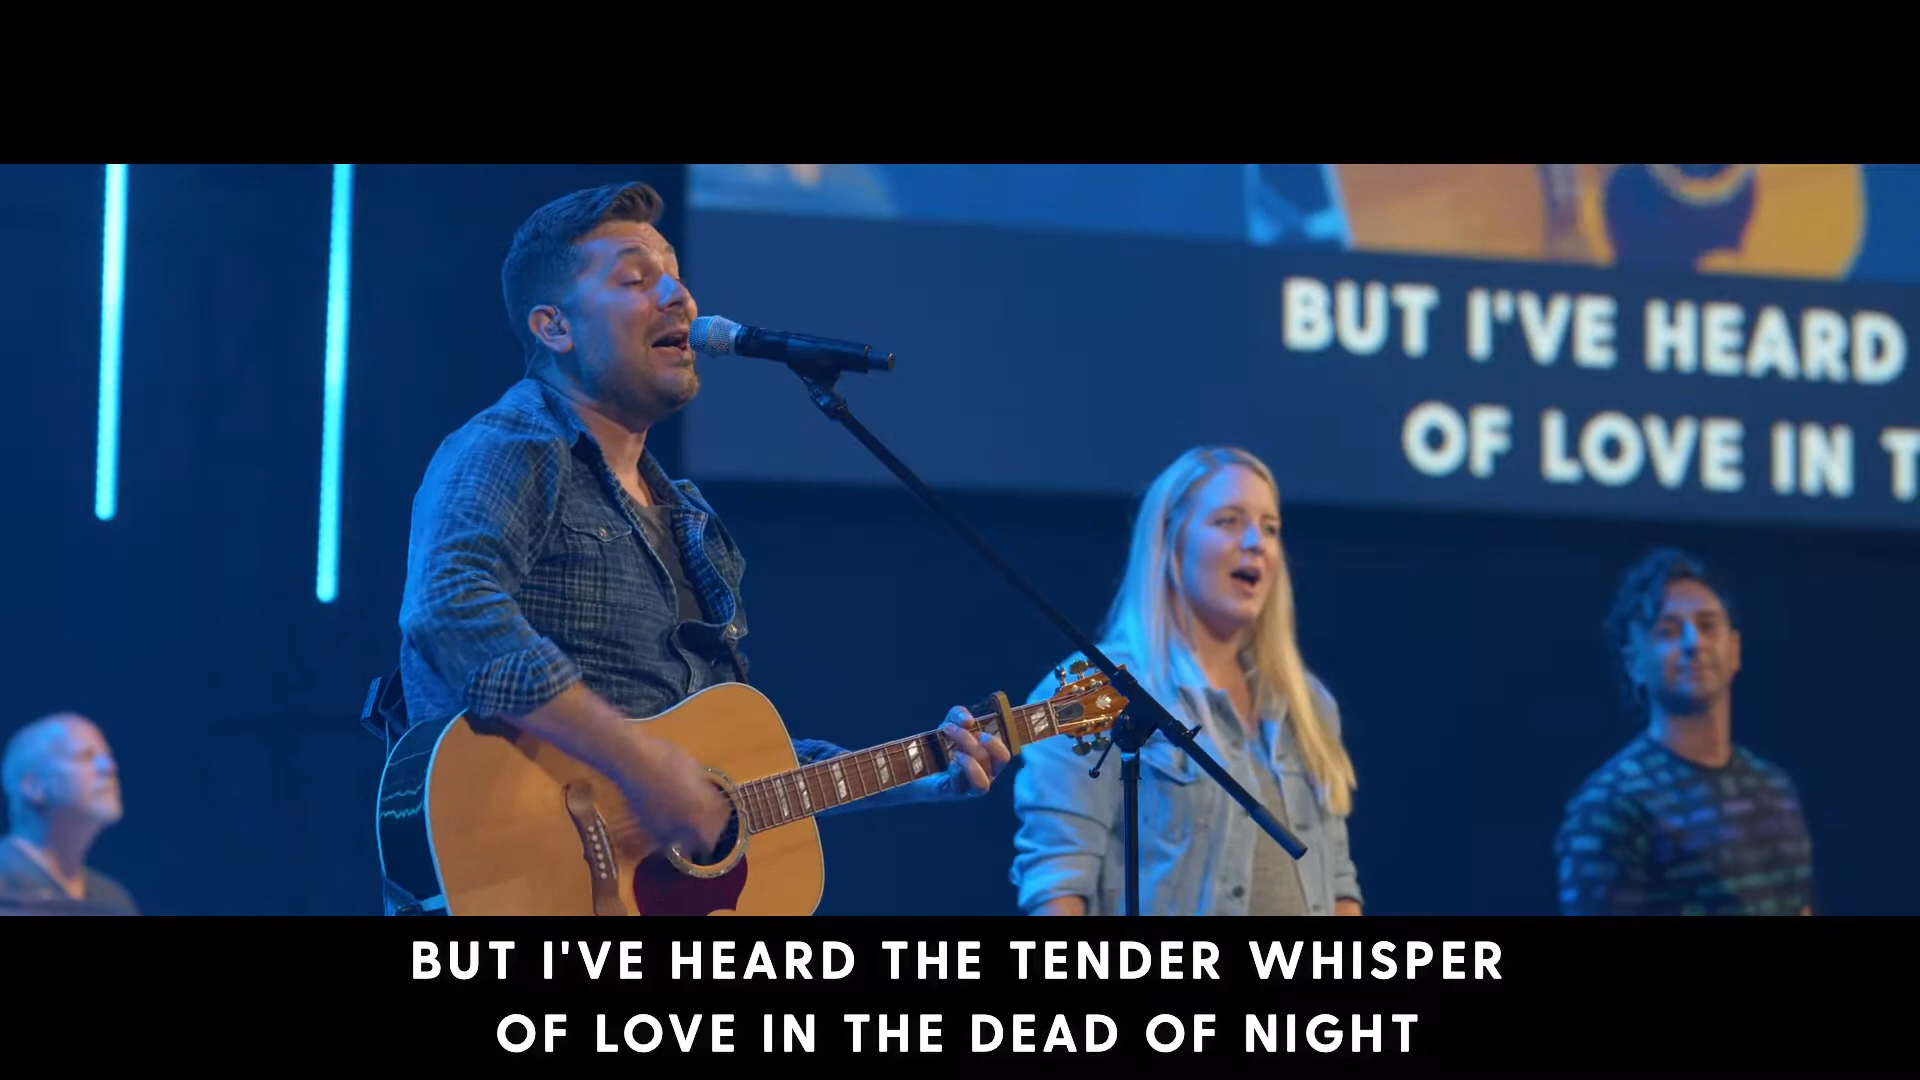 BUT I'VE HEARD
OF LOVE IN T
BUT I'VE HEARD THE TENDER WHISPER
OF LOVE IN THE DEAD OF NIGHT